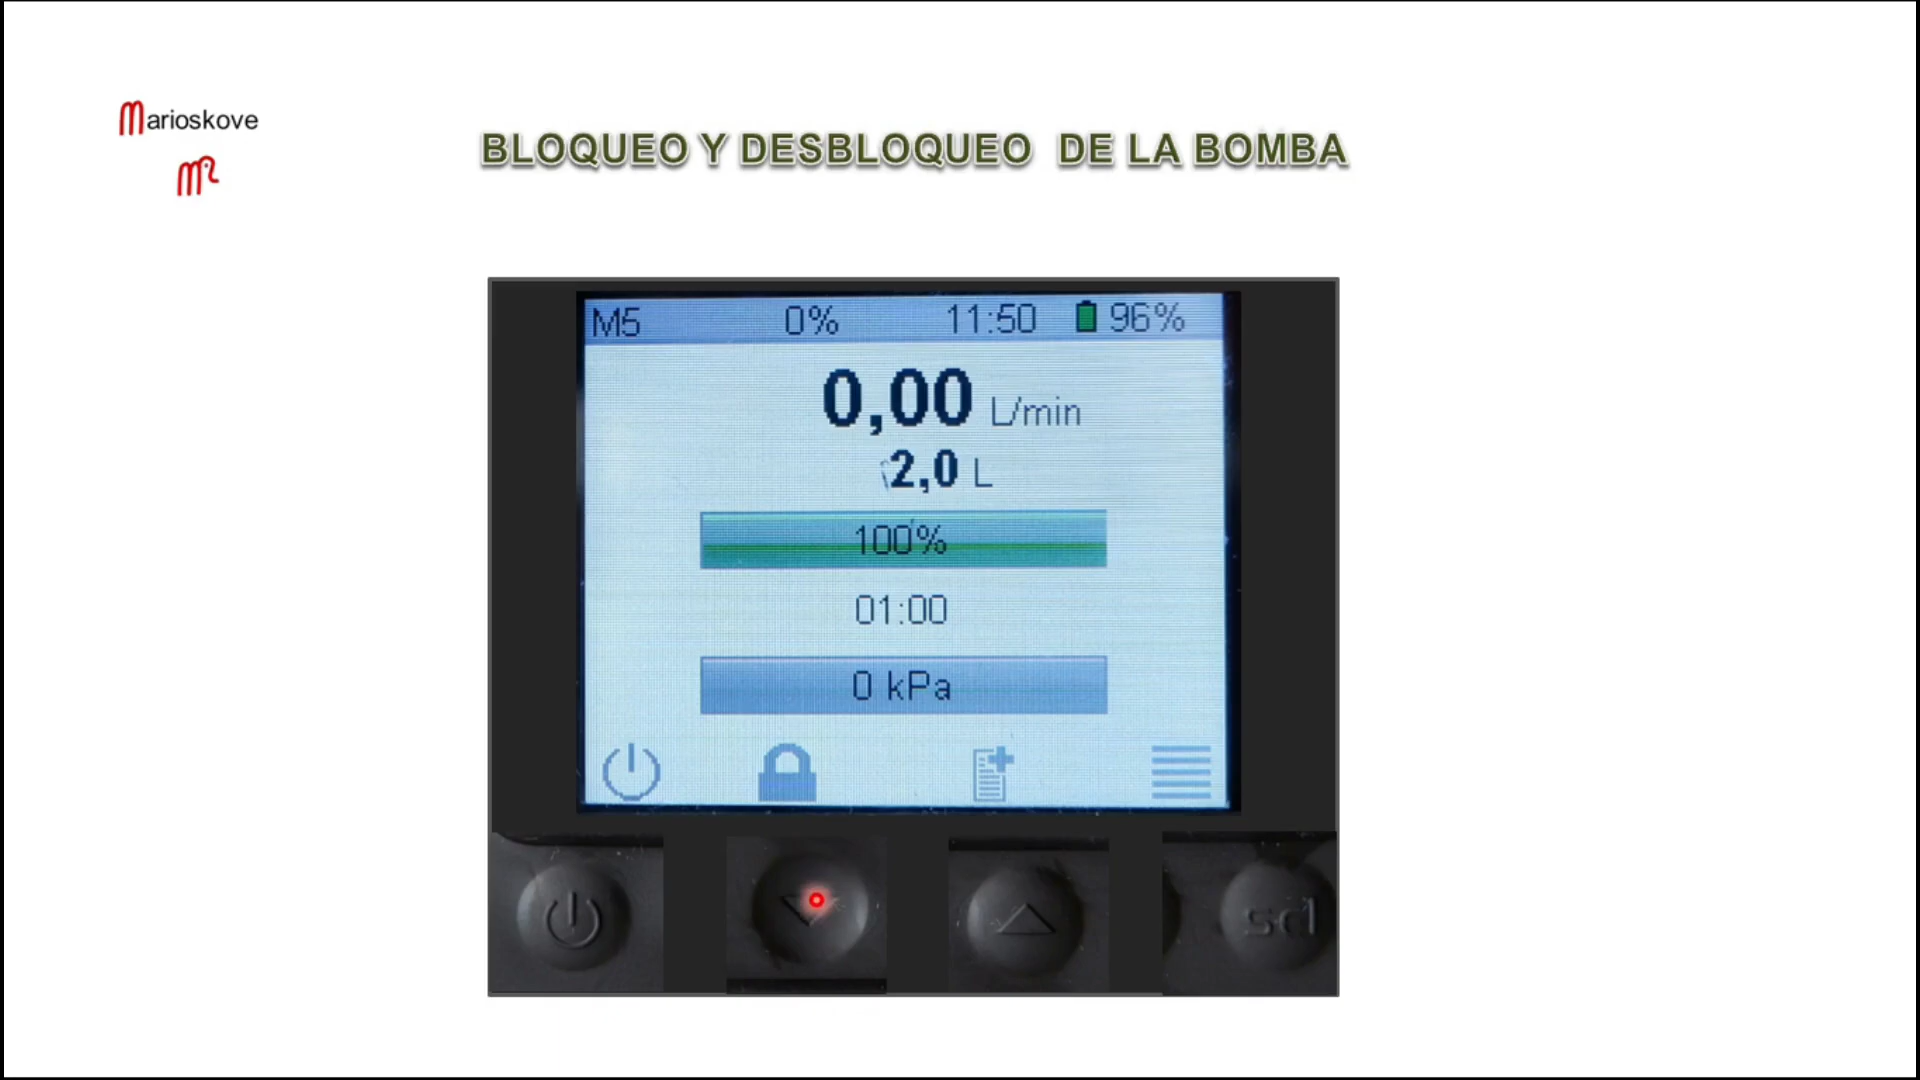 Marioskove
BLOQUEO Y DESBLOQUEO DE LA BOMBA
M5 0% 11:50 96%
0,00 L/min
2,0 L
100%
01:00
0 kPa
scl